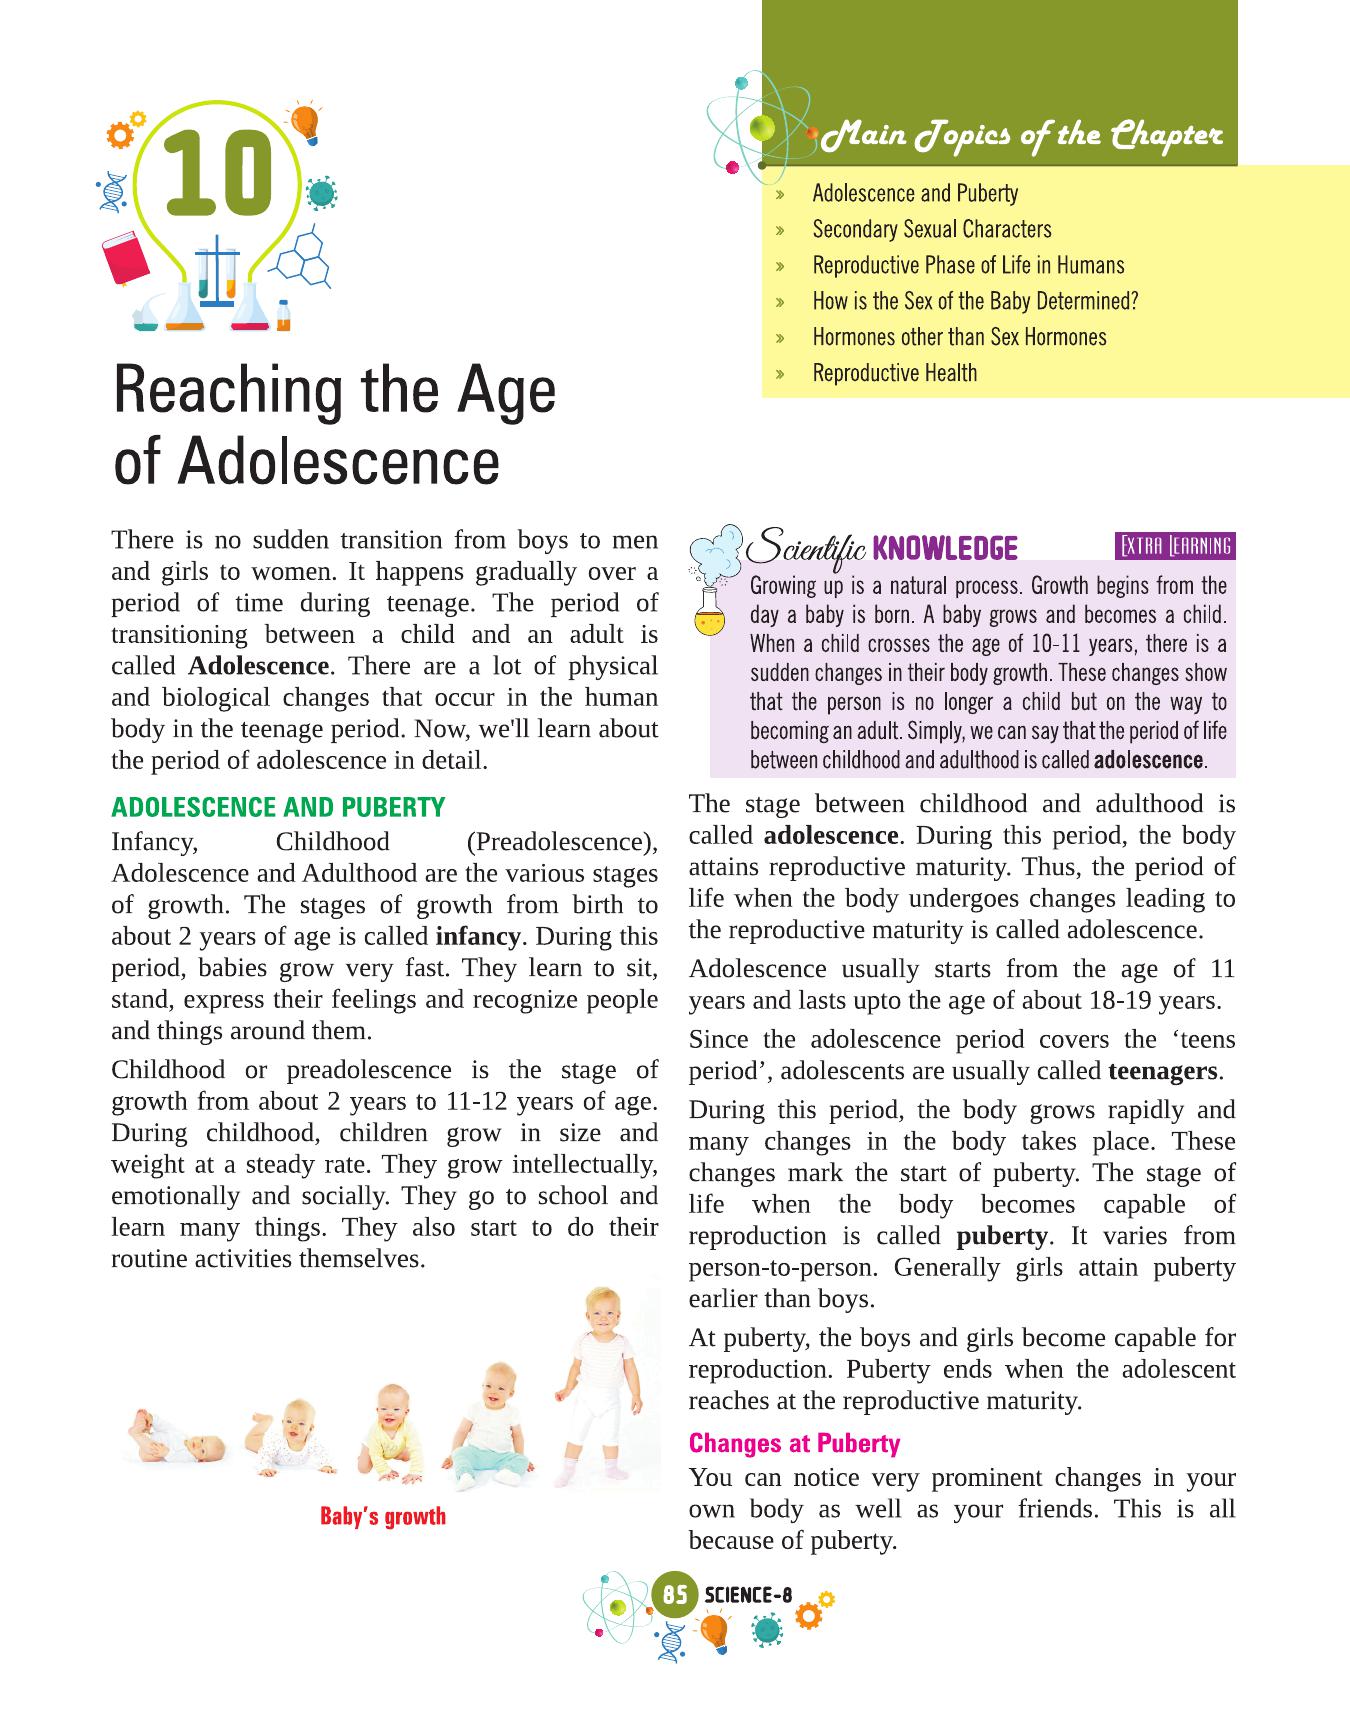 10
Reaching the Age
of Adolescence
Main Topics of the Chapter
» Adolescence and Puberty
» Secondary Sexual Characters
» Reproductive Phase of Life in Humans
» How is the Sex of the Baby Determined?
» Hormones other than Sex Hormones
» Reproductive Health
There is no sudden transition from boys to men
and girls to women. It happens gradually over a
period of time during teenage. The period of
transitioning between a child and an adult is
called Adolescence. There are a lot of physical
and biological changes that occur in the human
body in the teenage period. Now, we'll learn about
the period of adolescence in detail.
ADOLESCENCE AND PUBERTY
Infancy, Childhood (Preadolescence),
Adolescence and Adulthood are the various stages
of growth. The stages of growth from birth to
about 2 years of age is called infancy. During this
period, babies grow very fast. They learn to sit,
stand, express their feelings and recognize people
and things around them.
Childhood or preadolescence is the stage of
growth from about 2 years to 11-12 years of age.
During childhood, children grow in size and
weight at a steady rate. They grow intellectually,
emotionally and socially. They go to school and
learn many things. They also start to do their
routine activities themselves.
Baby's growth
Scientific KNOWLEDGE
EXTRA LEARNING
Growing up is a natural process. Growth begins from the
day a baby is born. A baby grows and becomes a child.
When a child crosses the age of 10-11 years, there is a
sudden changes in their body growth. These changes show
that the person is no longer a child but on the way to
becoming an adult. Simply, we can say that the period of life
between childhood and adulthood is called adolescence.
The stage between childhood and adulthood is
called adolescence. During this period, the body
attains reproductive maturity. Thus, the period of
life when the body undergoes changes leading to
the reproductive maturity is called adolescence.
Adolescence usually starts from the age of 11
years and lasts upto the age of about 18-19 years.
Since the adolescence period covers the ‘teens
period’, adolescents are usually called teenagers.
During this period, the body grows rapidly and
many changes in the body takes place. These
changes mark the start of puberty. The stage of
life when the body becomes capable of
reproduction is called puberty. It varies from
person-to-person. Generally girls attain puberty
earlier than boys.
At puberty, the boys and girls become capable for
reproduction. Puberty ends when the adolescent
reaches at the reproductive maturity.
Changes at Puberty
You can notice very prominent changes in your
own body as well as your friends. This is all
because of puberty.
85 SCIENCE-8